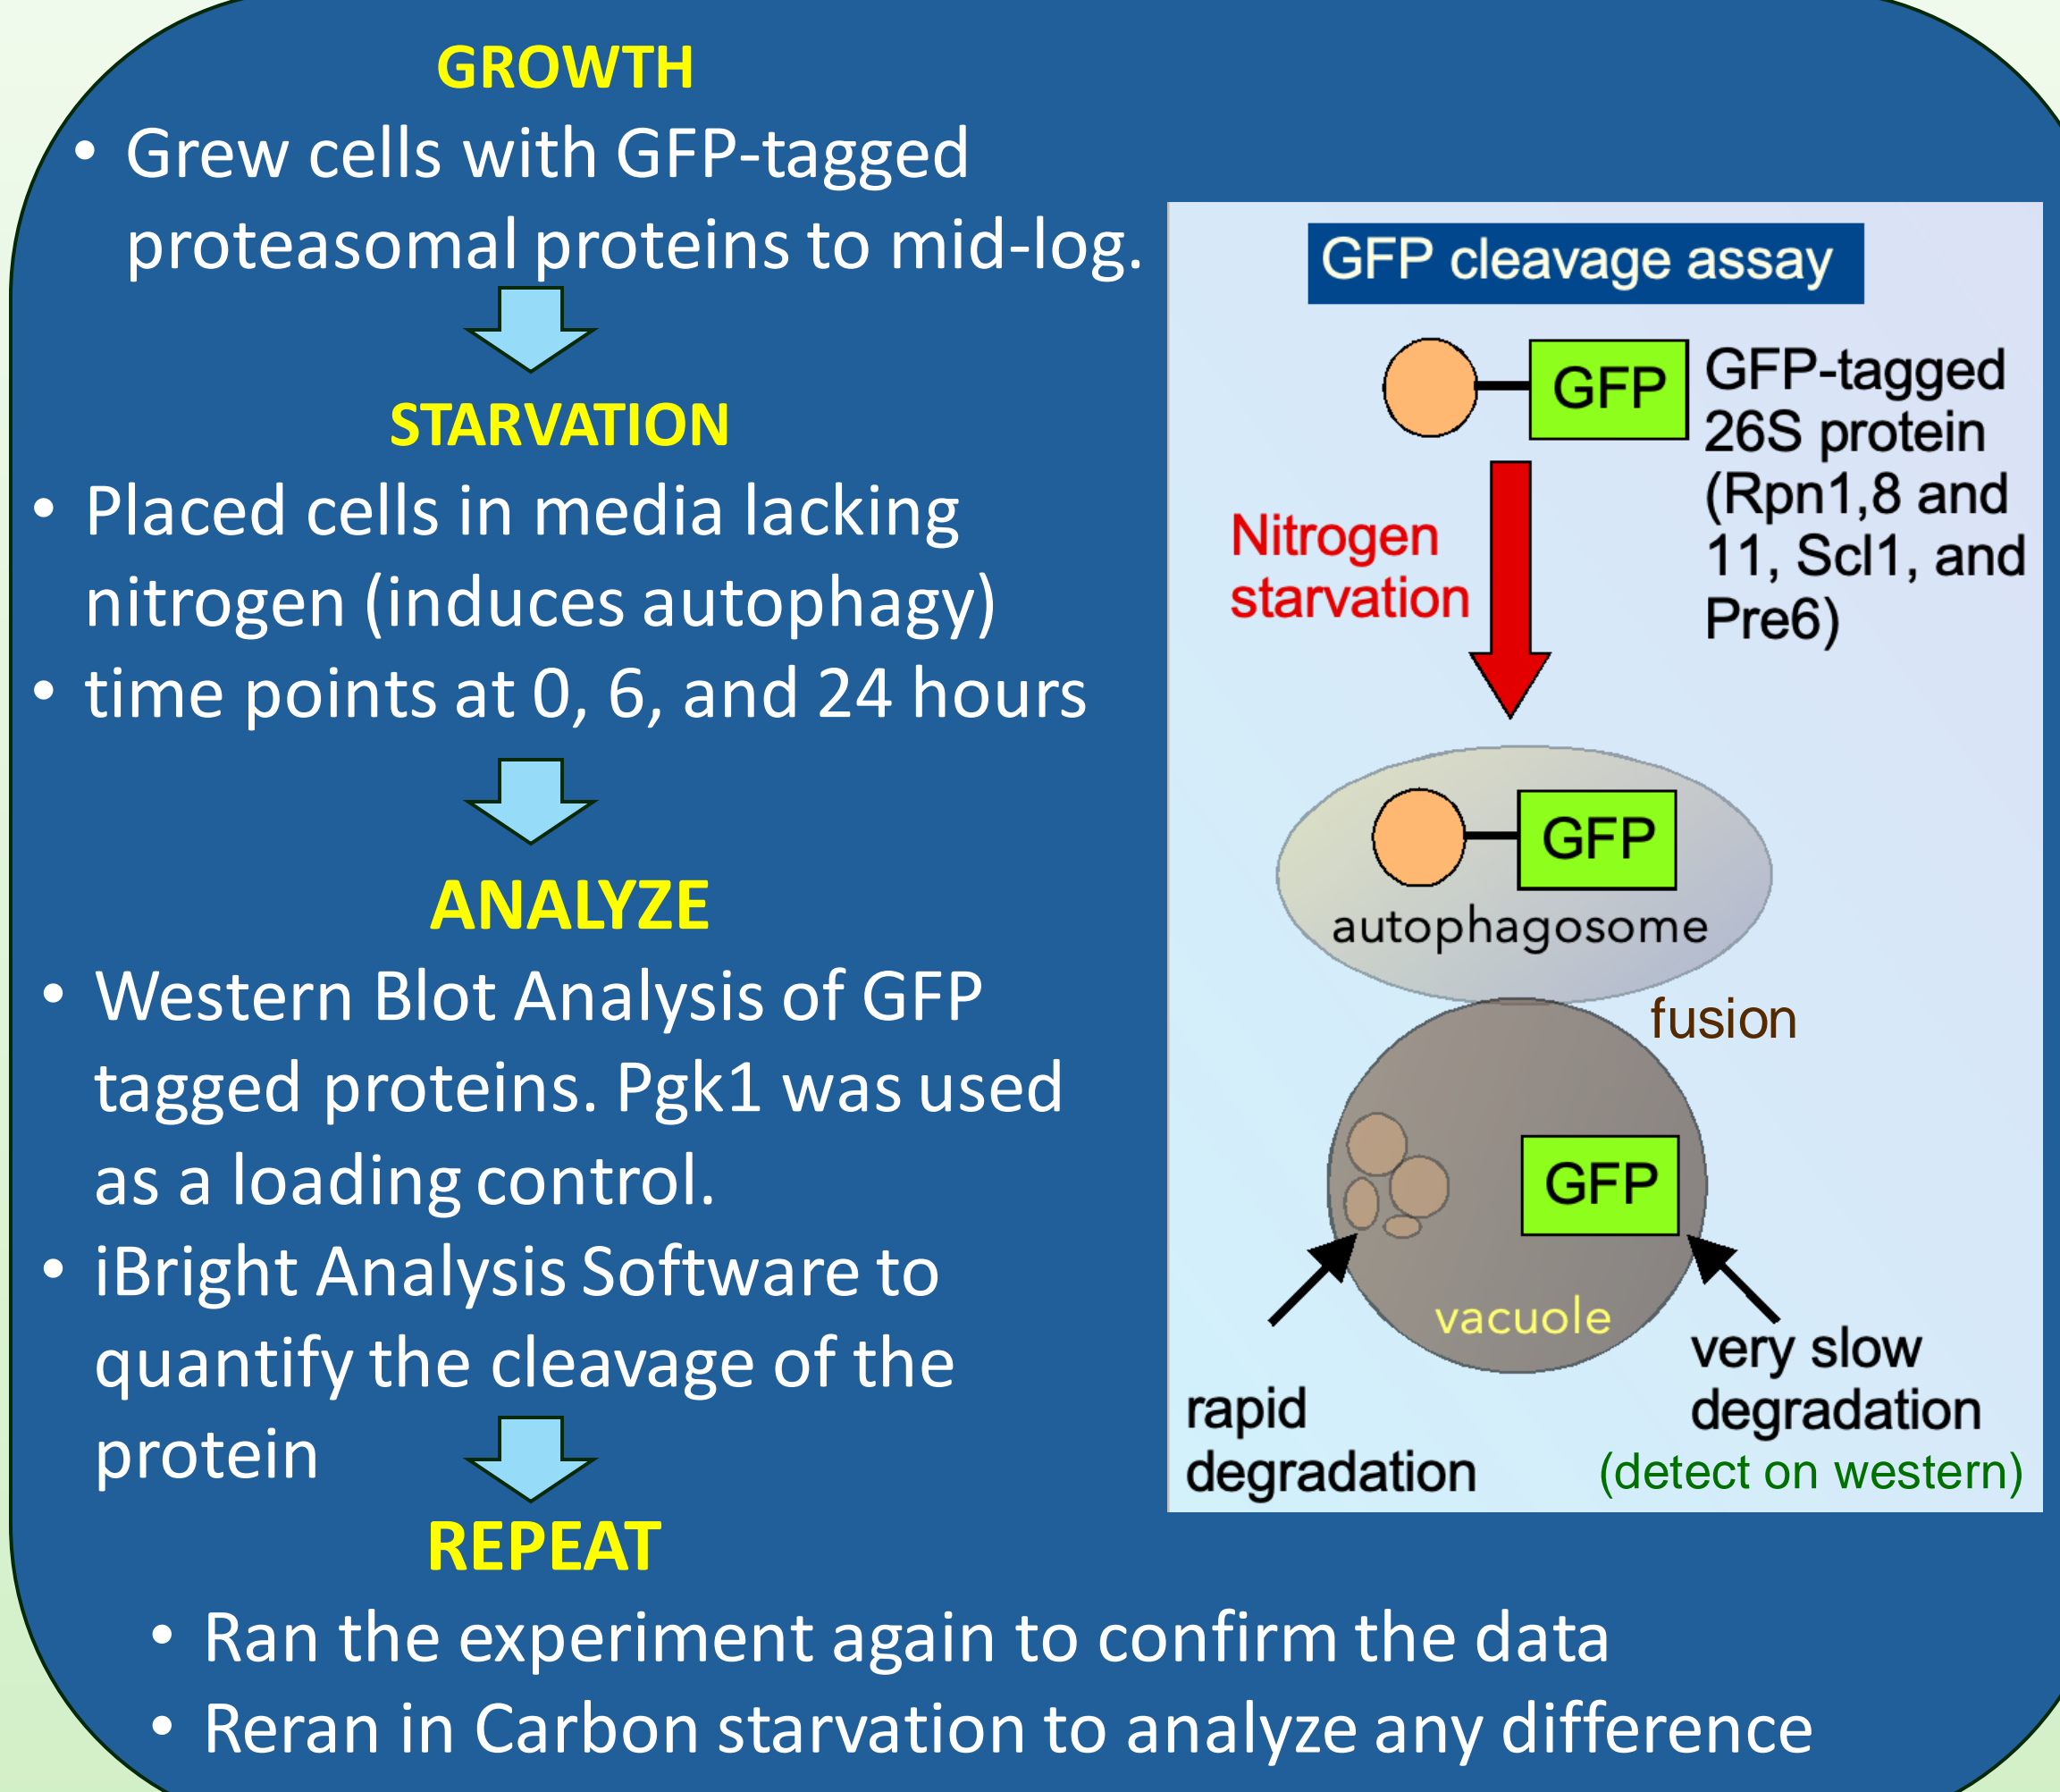 GROWTH
• Grew cells with GFP-tagged
proteasomal proteins to mid-log.
STARVATION
• Placed cells in media lacking
nitrogen (induces autophagy)
• time points at 0, 6, and 24 hours
ANALYZE
• Western Blot Analysis of GFP
tagged proteins. Pgk1 was used
as a loading control.
• iBright Analysis Software to
quantify the cleavage of the
protein
REPEAT
• Ran the experiment again to confirm the data
• Reran in Carbon starvation to analyze any difference
GFP cleavage assay
GFP
GFP-tagged
26S protein
(Rpn1,8 and
11, Scl1, and
Pre6)
Nitrogen
starvation
GFP
autophagosome
fusion
GFP
vacuole
rapid
degradation
very slow
degradation
(detect on western)